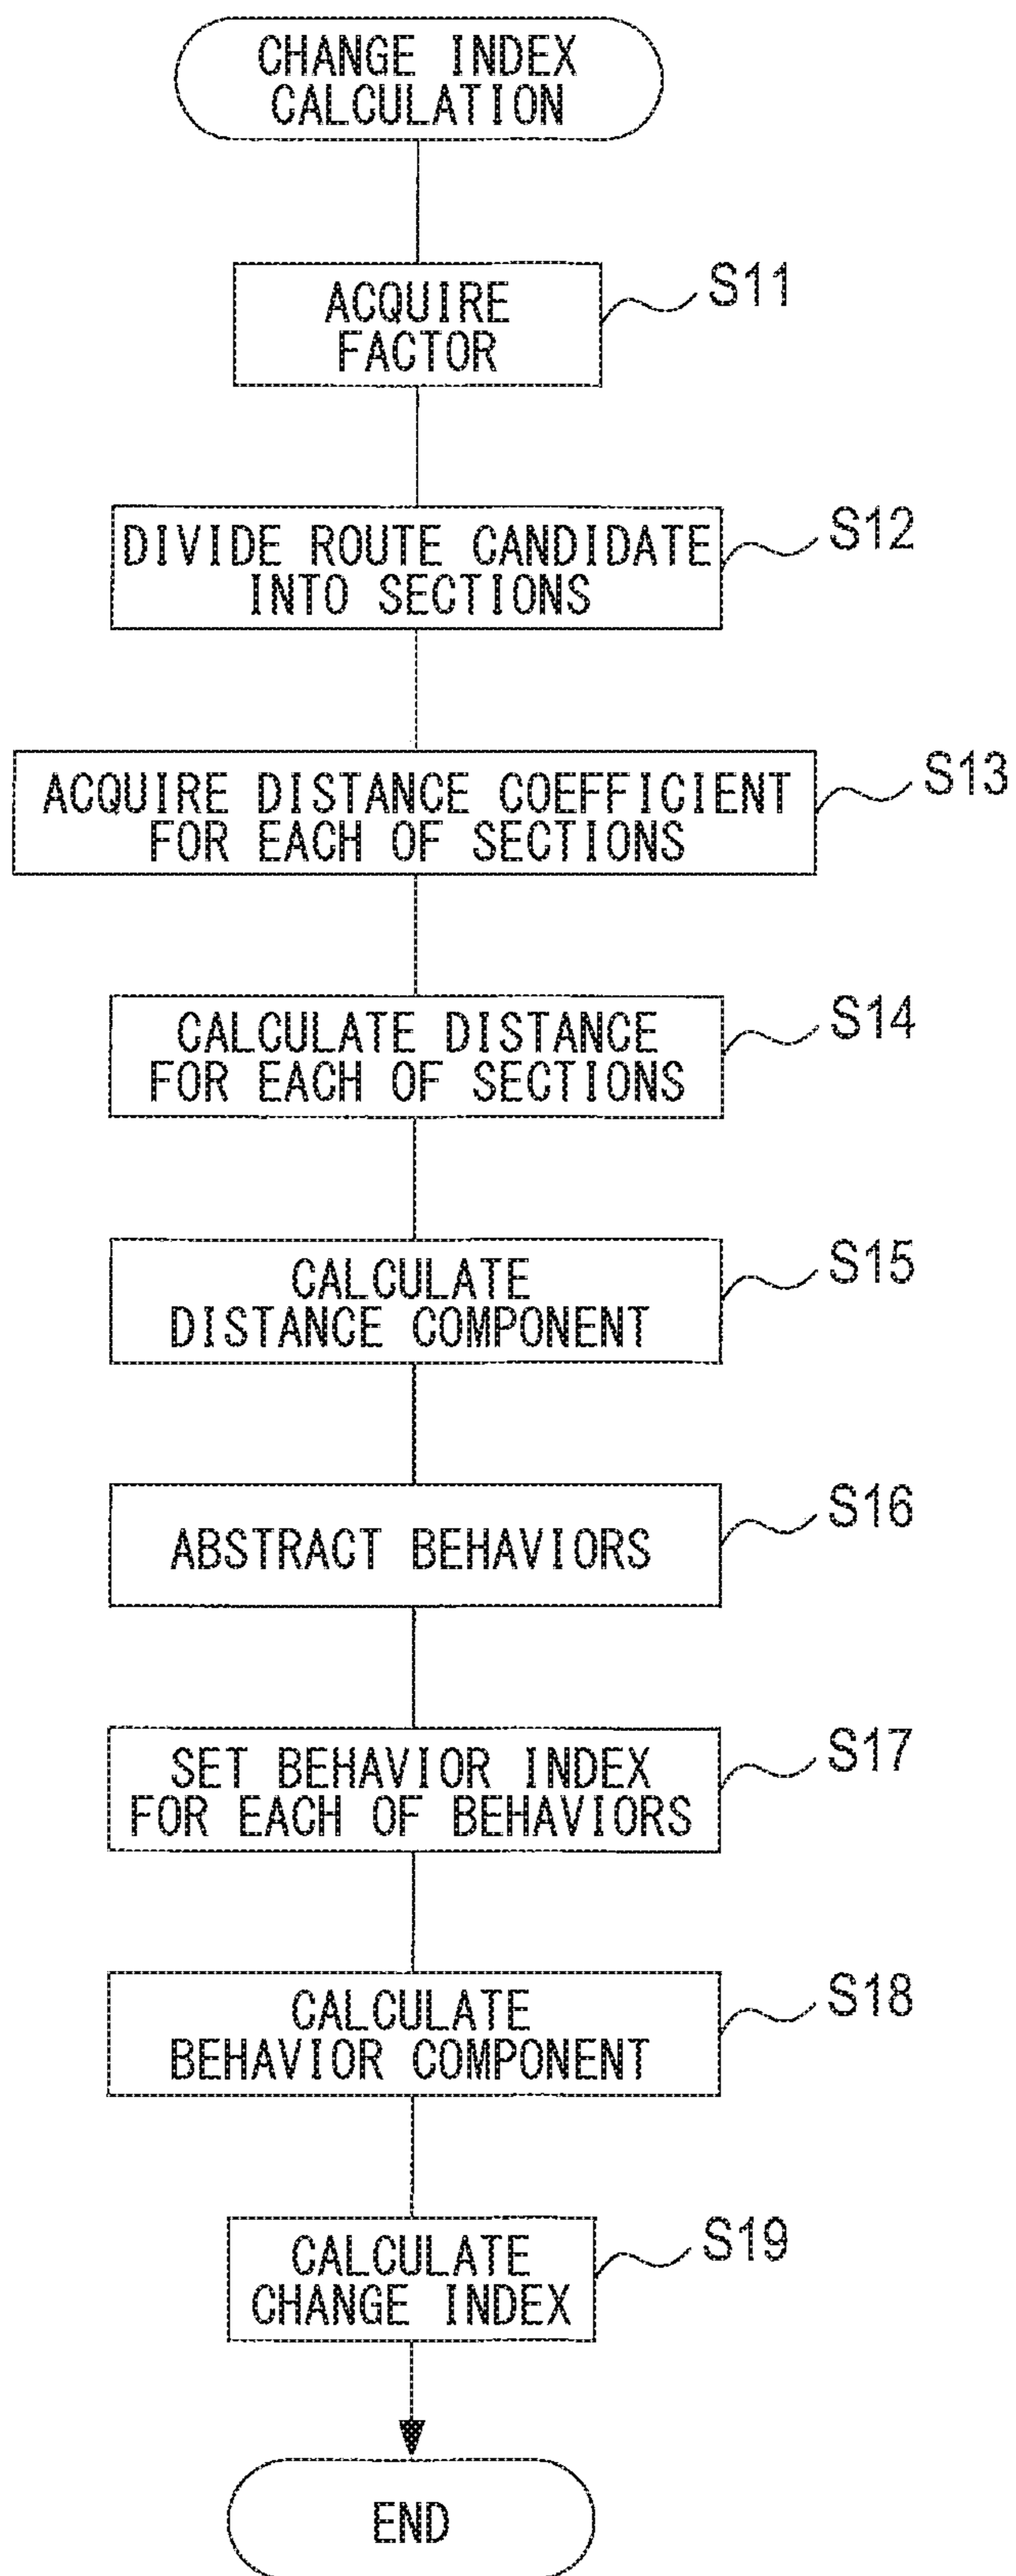 CHANGE INDEX
CALCULATION
ACQUIRE
FACTOR
S11
DIVIDE ROUTE CANDIDATE
INTO SECTIONS
S12
ACQUIRE DISTANCE COEFFICIENT
FOR EACH OF SECTIONS
S13
CALCULATE DISTANCE
FOR EACH OF SECTIONS
S14
CALCULATE
DISTANCE COMPONENT
S15
ABSTRACT BEHAVIORS
S16
SET BEHAVIOR INDEX
FOR EACH OF BEHAVIORS
S17
CALCULATE
BEHAVIOR COMPONENT
S18
CALCULATE
CHANGE INDEX
S19
END